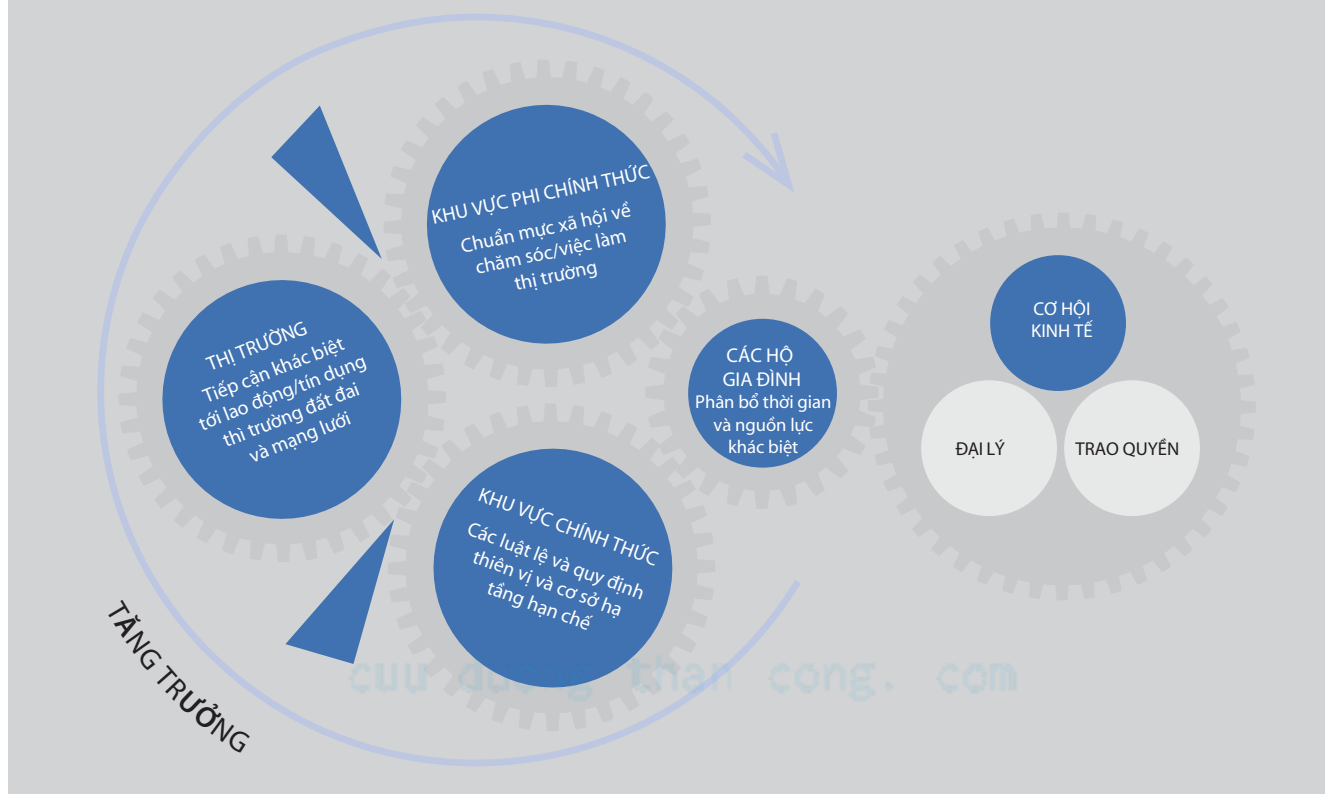 KHU VỰC PHI CHÍNH THỨC
Chuẩn mực xã hội về
chăm sóc/việc làm
thị trường
THỊ TRƯỜNG
Tiếp cận khác biệt
tới lao động/tín dụng
thì trường đất đai
và mạng lưới
CÁC HỘ
GIA ĐÌNH
Phân bổ thời gian
và nguồn lực
khác biệt
CƠ HỘI
KINH TẾ
ĐẠI LÝ
TRAO QUYỀN
KHU VỰC CHÍNH THỨC
Các luật lệ và quy định
thiên vị và cơ sở hạ
tầng hạn chế
TĂNG TRƯỞNG
cuu duong than cong. com